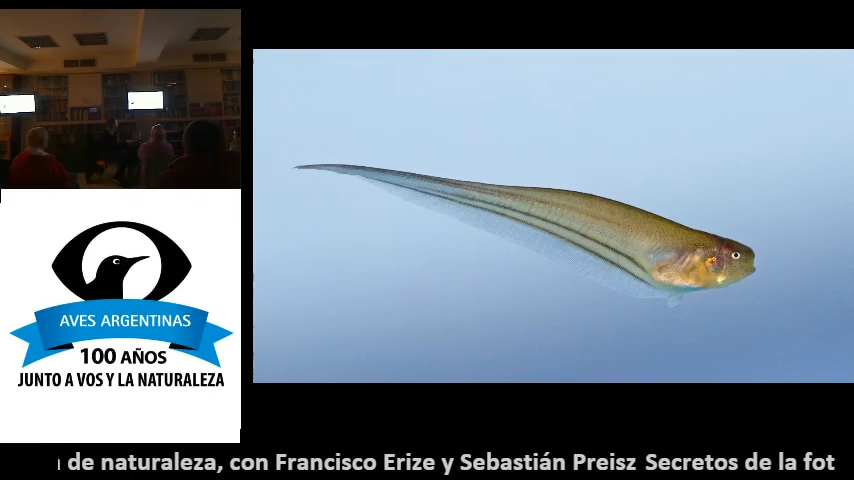 AVES ARGENTINAS
100 AÑOS
JUNTO A VOS Y LA NATURALEZA
de naturaleza, con Francisco Erize y Sebastián Preisz Secretos de la fot